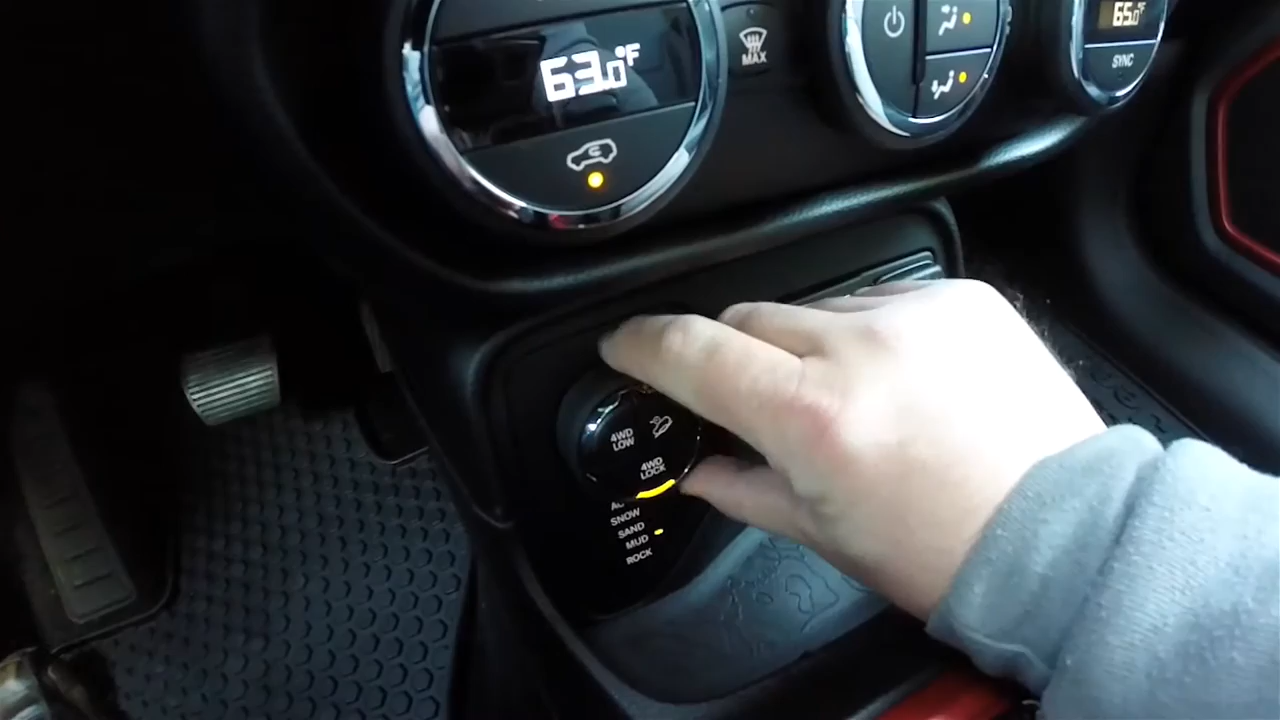 63.0°F
MAX
65.0°F
SYNC
4WD
LOW
4WD
LOCK
SNOW
SAND
MUD
ROCK